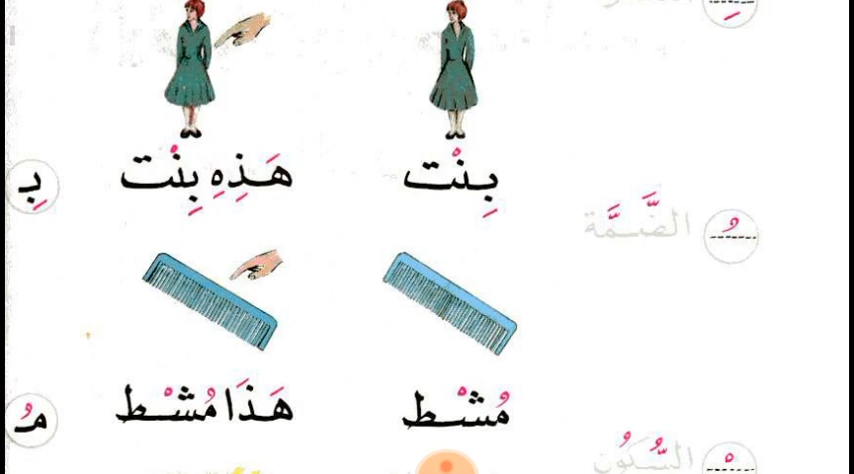 بِنْت هَذِهِ بِنْت بِ
الضَّمَّة
مُشْط هَذَا مُشْط مُ
السُّكُون